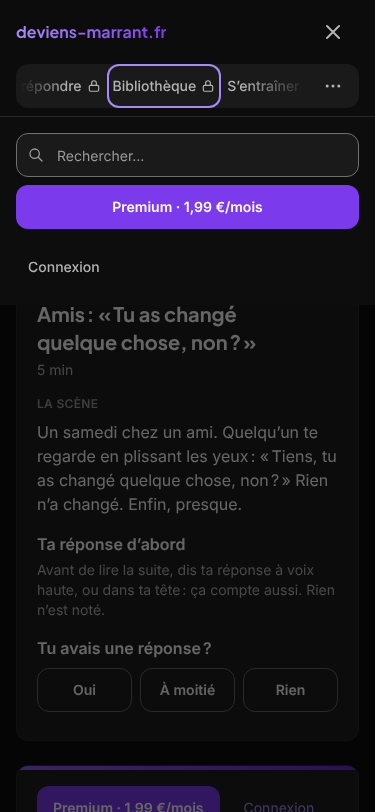 deviens-marrant.fr
répondre Bibliothèque S'entraîner ...
Rechercher...
Premium · 1,99 €/mois
Connexion
Amis : « Tu as changé
quelque chose, non ? »
5 min
LA SCÈNE
Un samedi chez un ami. Quelqu'un te
regarde en plissant les yeux : « Tiens, tu
as changé quelque chose, non ? » Rien
n'a changé. Enfin, presque.
Ta réponse d'abord
Avant de lire la suite, dis ta réponse à voix
haute, ou dans ta tête : ça compte aussi. Rien
n'est noté.
Tu avais une réponse ?
Oui À moitié Rien
Premium · 1,99 €/mois Connexion